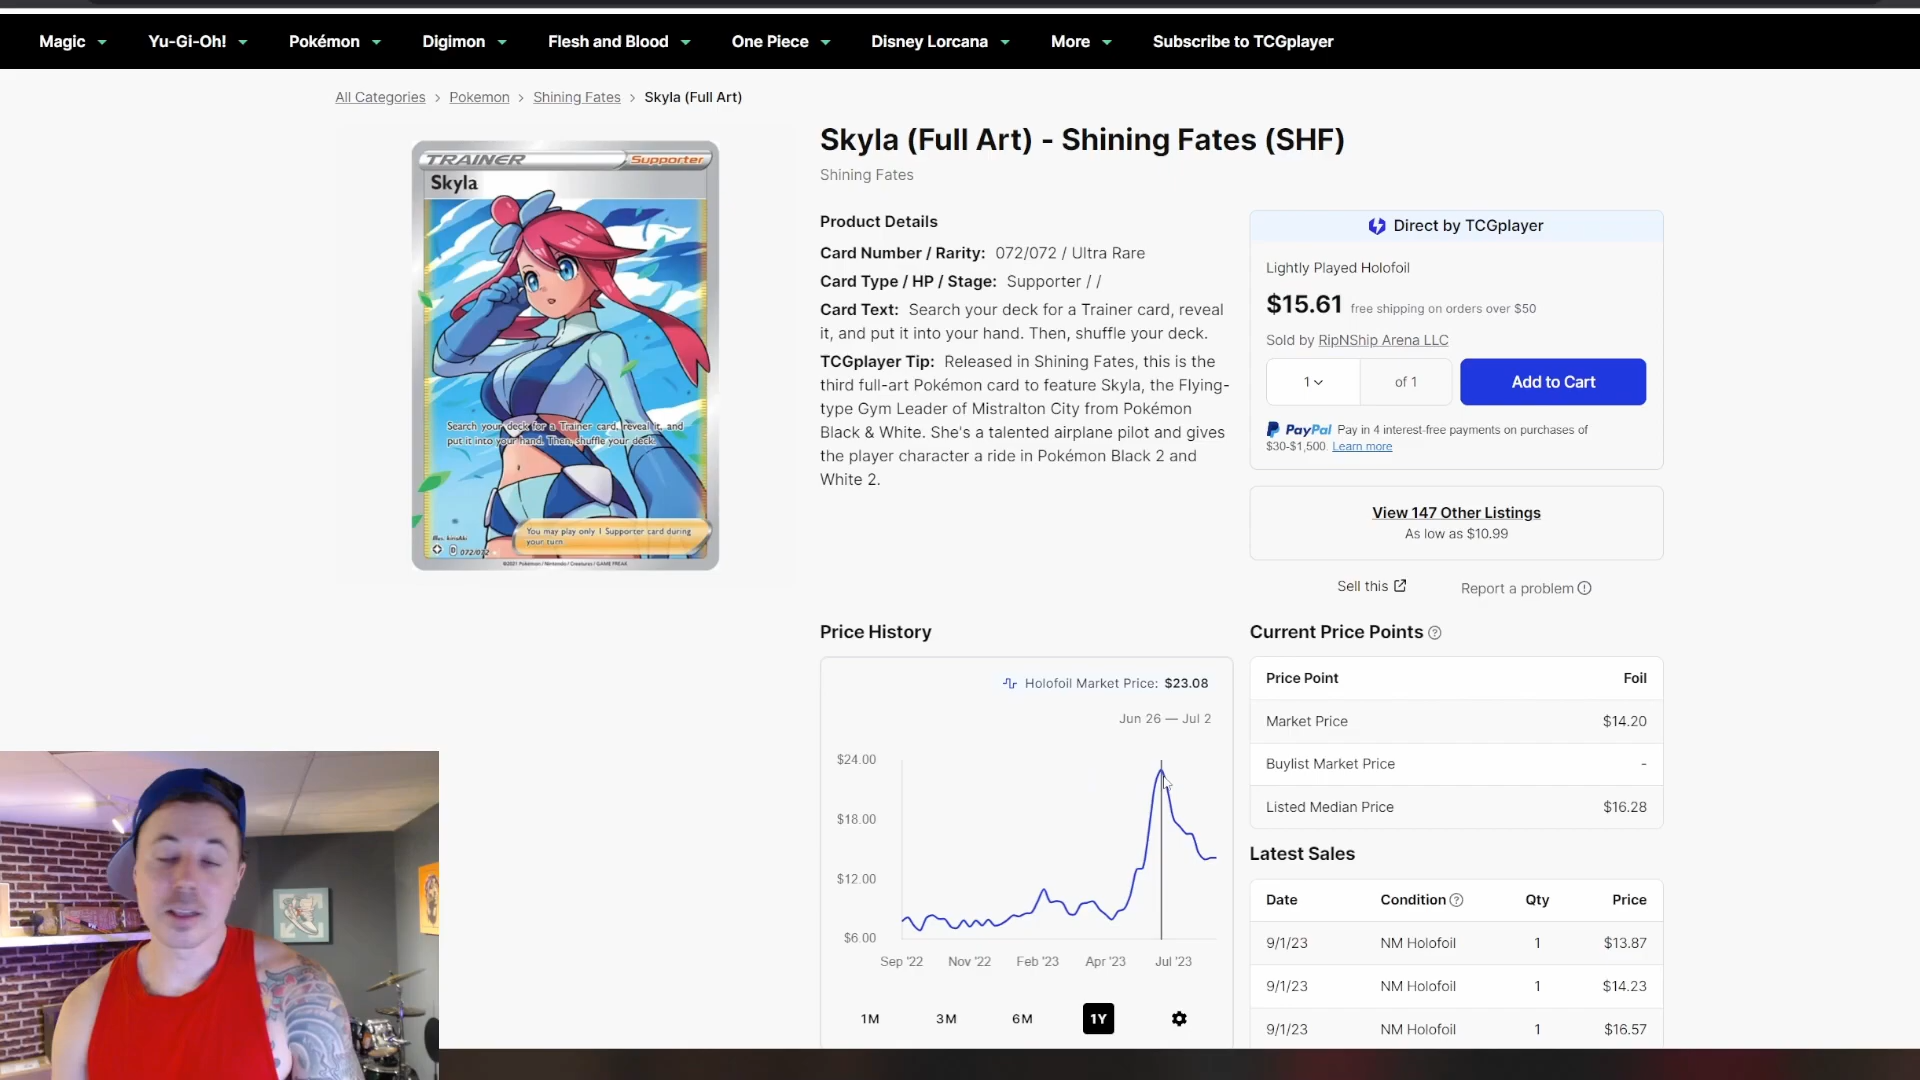 Magic Yu-Gi-Oh! Pokémon Digimon Flesh and Blood One Piece Disney Lorcana More Subscribe to TCGplayer
All Categories > Pokemon > Shining Fates > Skyla (Full Art)
TRAINER Supporter
Skyla
Search your deck for a Trainer card, reveal it, and
put it into your hand. Then, shuffle your deck.
You may play only 1 Supporter card during
your turn.
D 072/072
©2021 Pokémon / Nintendo / Creatures / GAME FREAK
Skyla (Full Art) - Shining Fates (SHF)
Shining Fates
Product Details
Card Number / Rarity: 072/072 / Ultra Rare
Card Type / HP / Stage: Supporter / /
Card Text: Search your deck for a Trainer card, reveal
it, and put it into your hand. Then, shuffle your deck.
TCGplayer Tip: Released in Shining Fates, this is the
third full-art Pokémon card to feature Skyla, the Flying-
type Gym Leader of Mistralton City from Pokémon
Black & White. She's a talented airplane pilot and gives
the player character a ride in Pokémon Black 2 and
White 2.
Direct by TCGplayer
Lightly Played Holofoil
$15.61 free shipping on orders over $50
Sold by RipNShip Arena LLC
1 of 1 Add to Cart
PayPal Pay in 4 interest-free payments on purchases of
$30-$1,500. Learn more
View 147 Other Listings
As low as $10.99
Sell this Report a problem
Price History
Holofoil Market Price: $23.08
Jun 26 — Jul 2
$24.00
$18.00
$12.00
$6.00
Sep '22 Nov '22 Feb '23 Apr '23 Jul '23
1M 3M 6M 1Y
Current Price Points
Price Point Foil
Market Price $14.20
Buylist Market Price -
Listed Median Price $16.28
Latest Sales
Date Condition Qty Price
9/1/23 NM Holofoil 1 $13.87
9/1/23 NM Holofoil 1 $14.23
9/1/23 NM Holofoil 1 $16.57